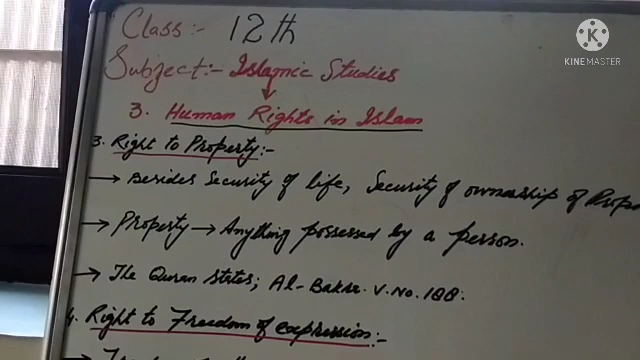 Class:- 12th
Subject:- Islamic Studies
3. Human Rights in Islam
3. Right to Property:-
→ Besides Security of life, Security of ownership of
→ Property → Anything possessed by a person.
→ The Quran states; Al-Bakra. V. No. 188.
4. Right to Freedom of expression:-
K
KINEMASTER